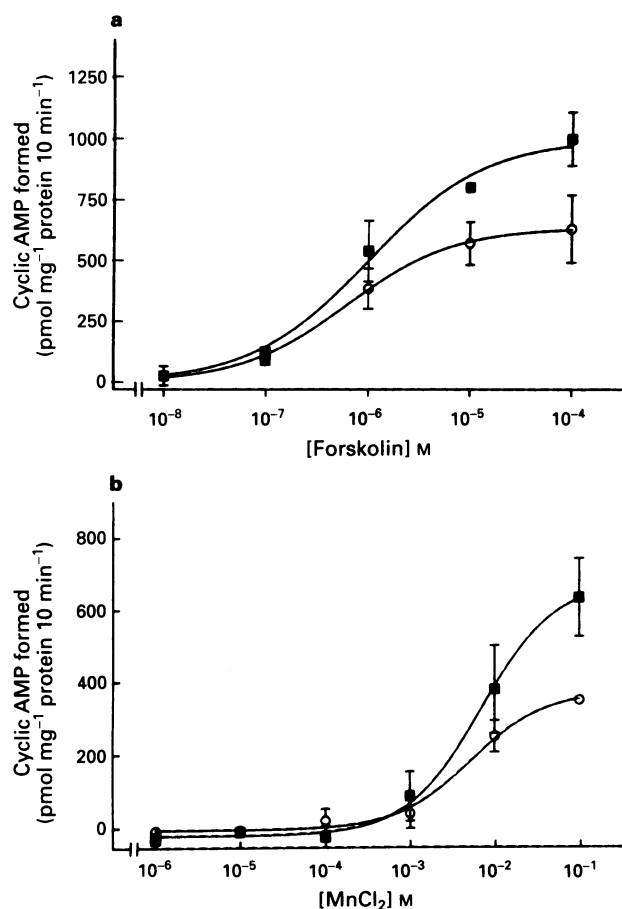 a
Cyclic AMP formed
(pmol mg⁻¹ protein 10 min⁻¹)
1250
1000
750
500
250
0
10⁻⁸ 10⁻⁷ 10⁻⁶ 10⁻⁵ 10⁻⁴
[Forskolin] M
b
Cyclic AMP formed
(pmol mg⁻¹ protein 10 min⁻¹)
800
600
400
200
0
10⁻⁶ 10⁻⁵ 10⁻⁴ 10⁻³ 10⁻² 10⁻¹
[MnCl₂] M